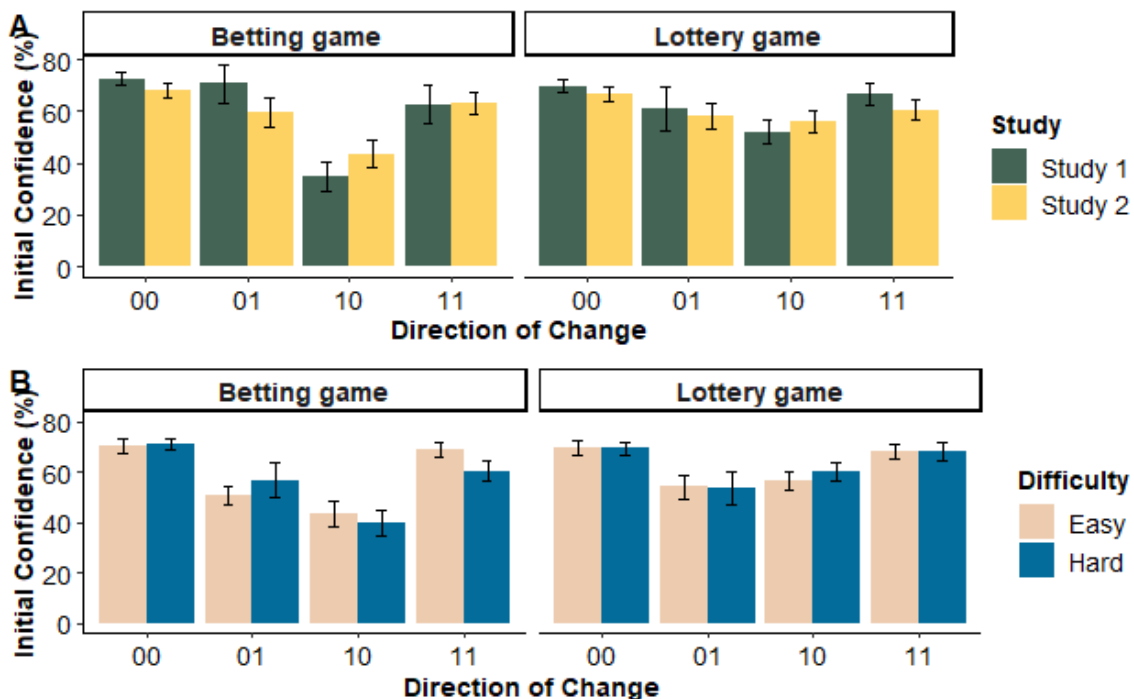 A
Betting game
Lottery game
Initial Confidence (%)
80
60
40
20
0
00 01 10 11
00 01 10 11
Direction of Change
Study
Study 1
Study 2
B
Betting game
Lottery game
Initial Confidence (%)
80
60
40
20
0
00 01 10 11
00 01 10 11
Direction of Change
Difficulty
Easy
Hard